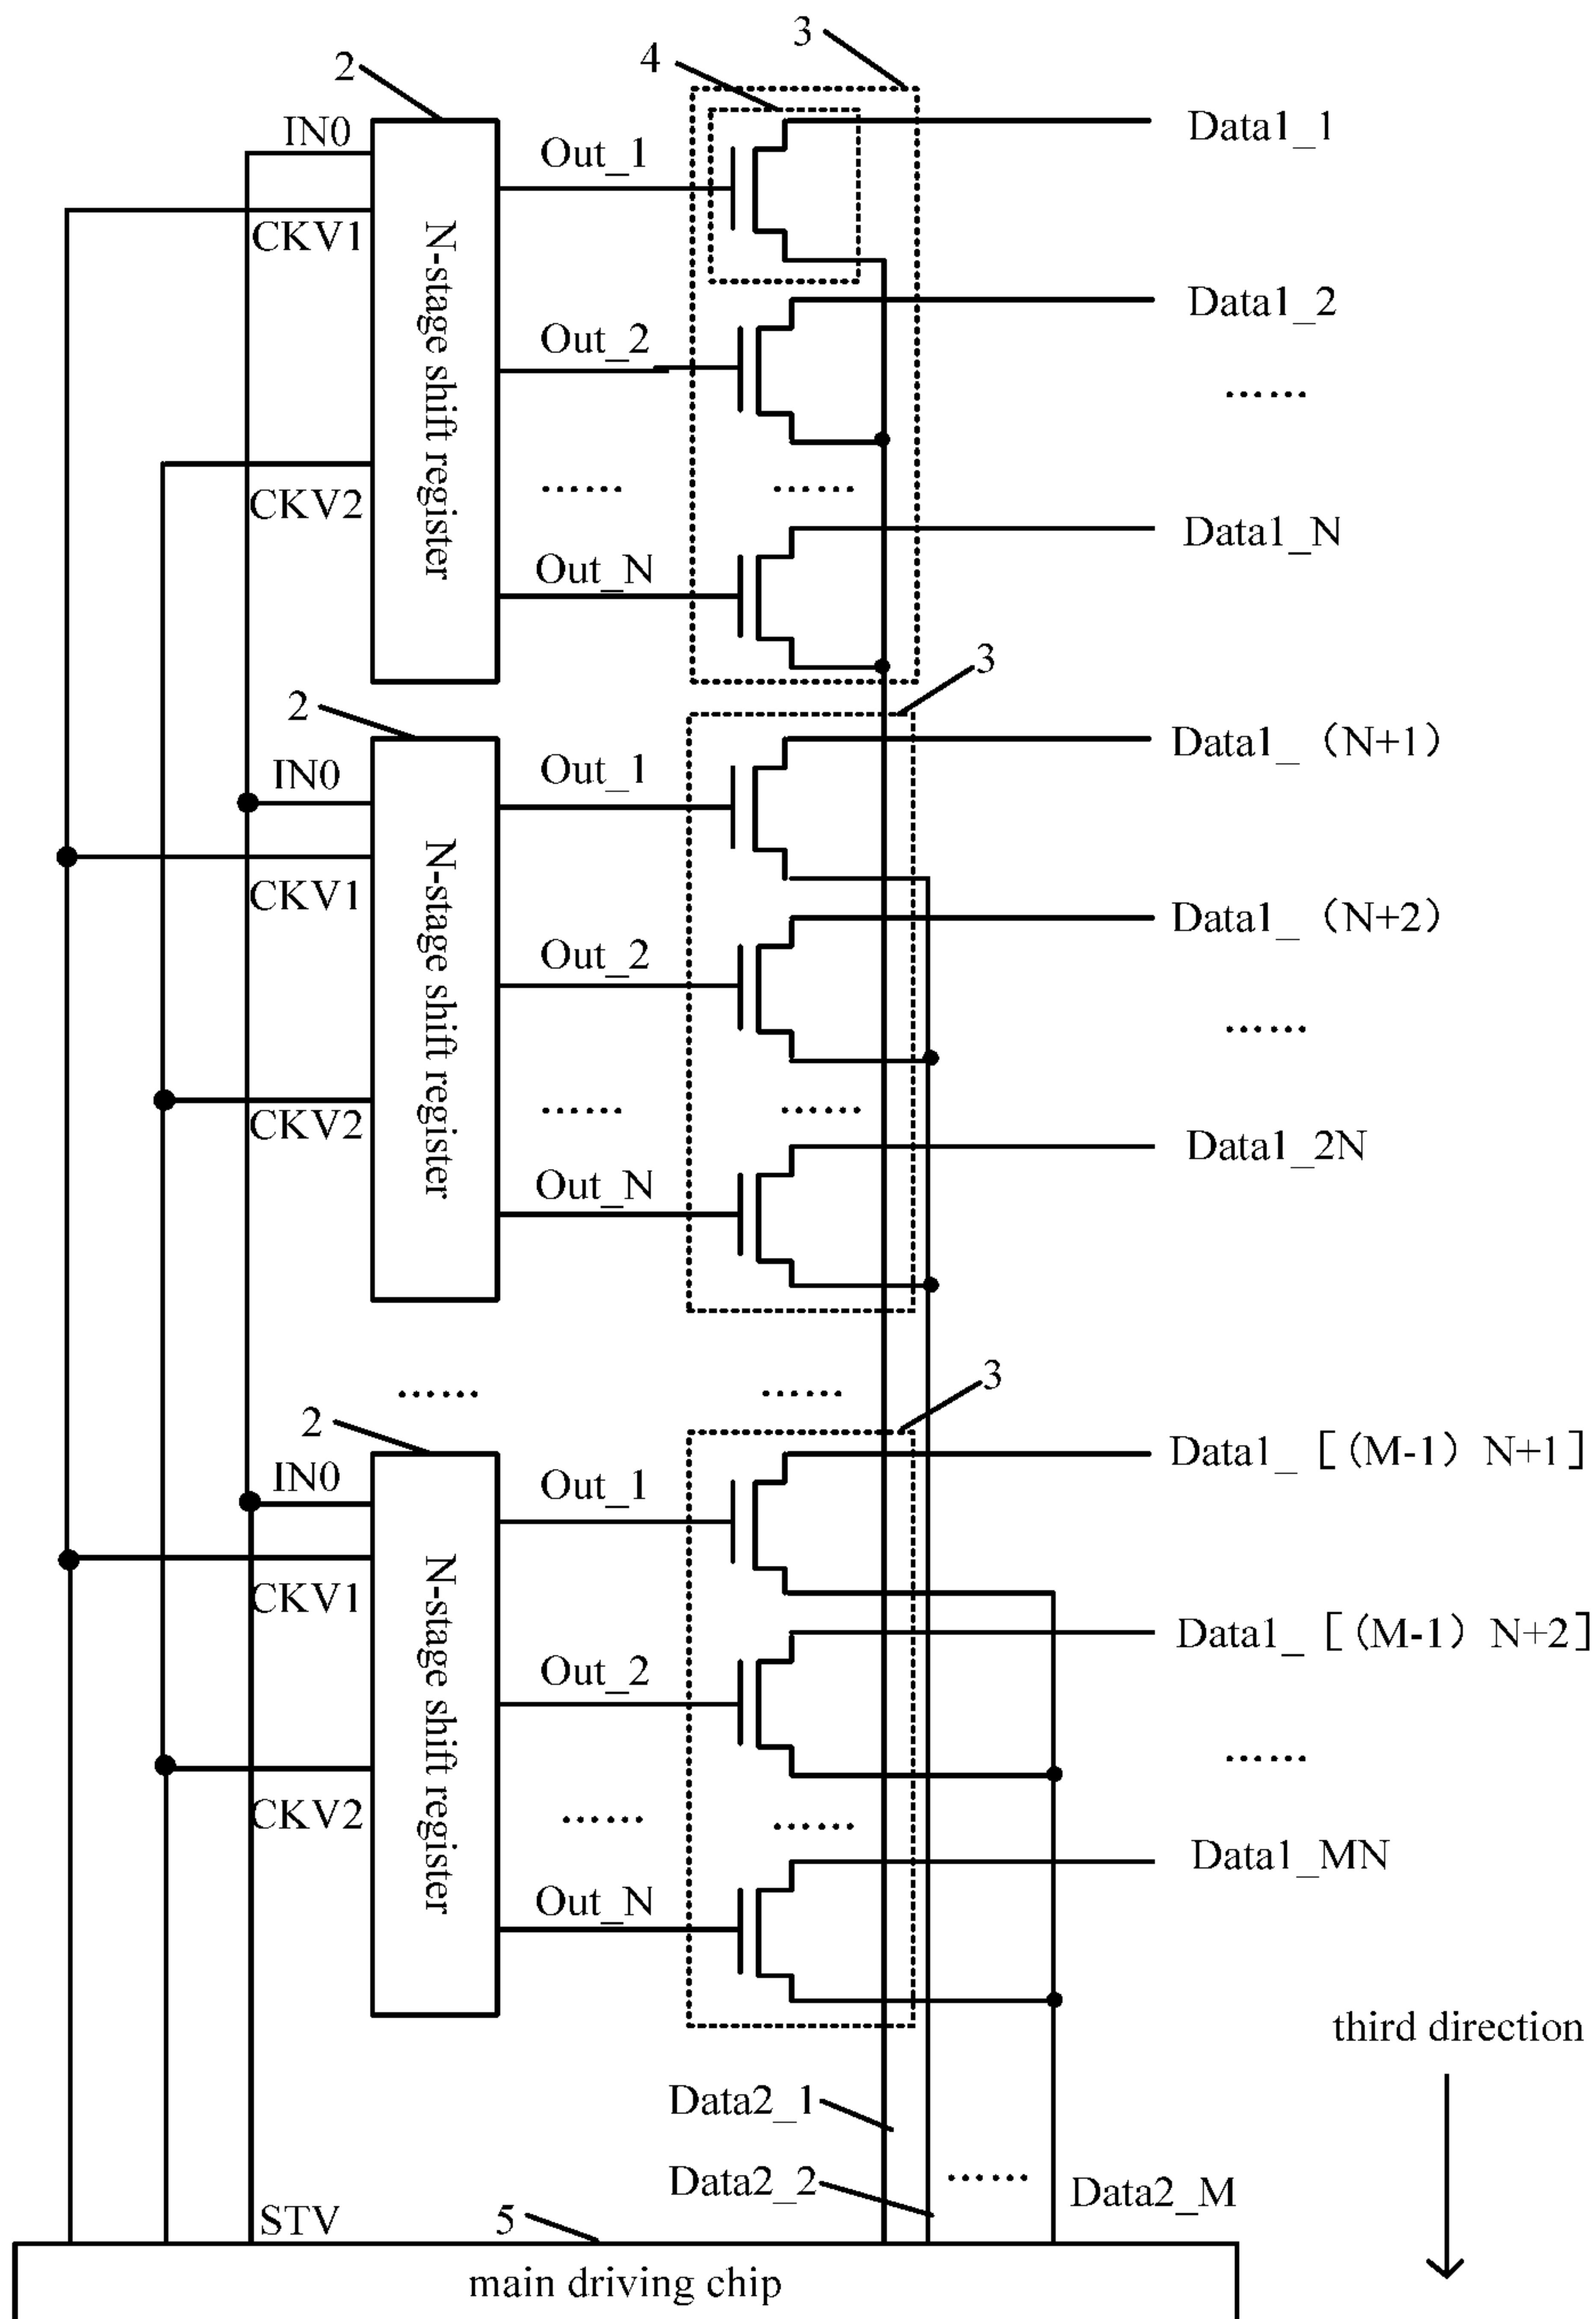 3
4
2
IN0
Out_1
Data1_1
CKV1
N-stage shift register
Data1_2
Out_2
......
CKV2
......
......
Data1_N
Out_N
3
2
Data1_（N+1）
IN0
Out_1
N-stage shift register
CKV1
Data1_（N+2）
Out_2
......
CKV2
......
......
Data1_2N
Out_N
......
......
3
2
Data1_［(M-1）N+1］
IN0
Out_1
N-stage shift register
CKV1
Data1_［(M-1）N+2］
Out_2
......
CKV2
......
......
Data1_MN
Out_N
third direction
Data2_1
Data2_2
......
Data2_M
STV
5
main driving chip